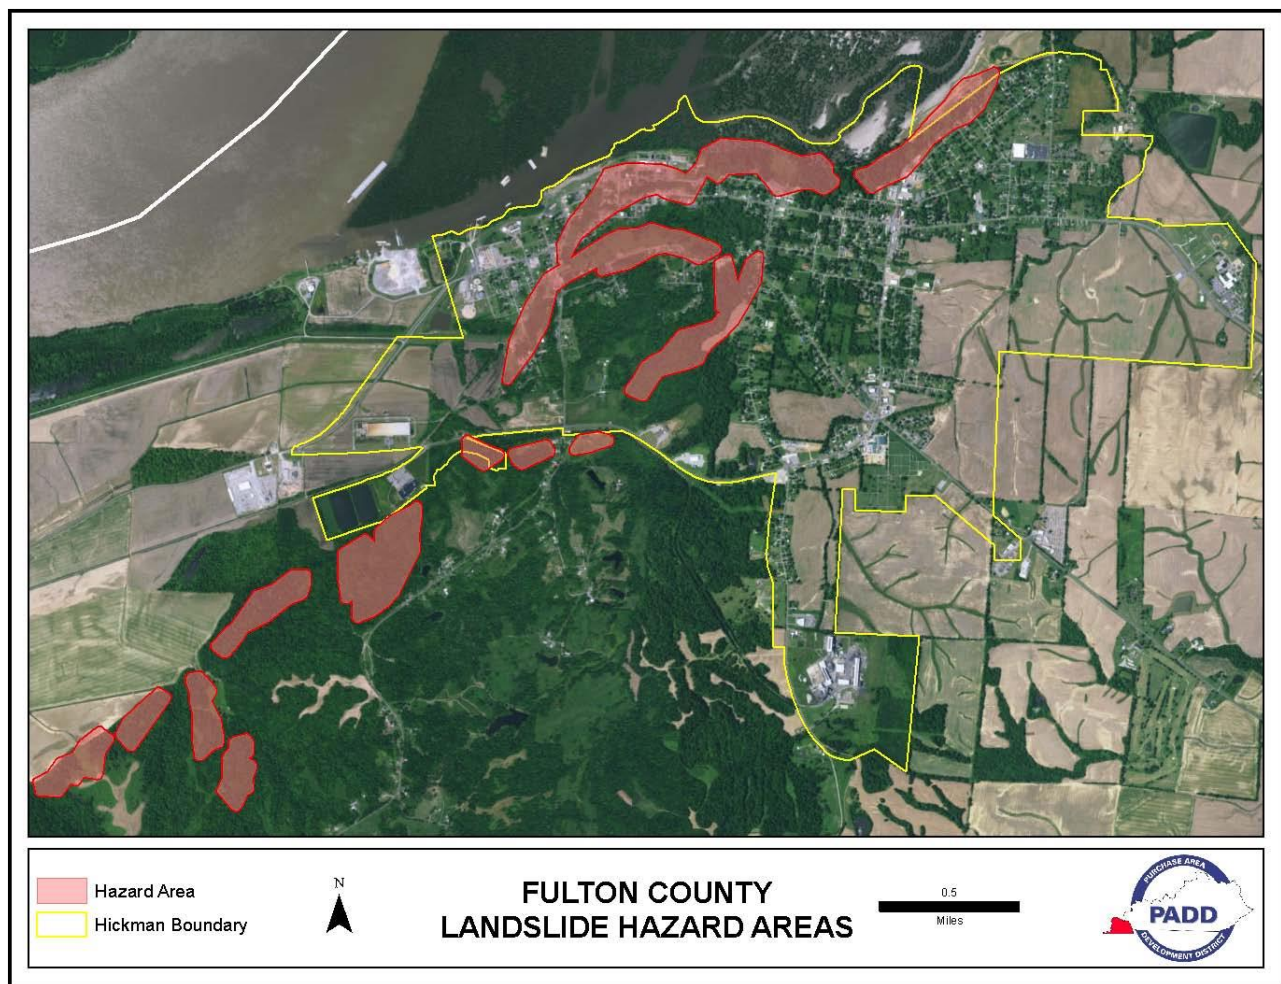 Hazard Area
Hickman Boundary
N
FULTON COUNTY
LANDSLIDE HAZARD AREAS
0.5
Miles
PURCHASE AREA
PADD
DEVELOPMENT DISTRICT